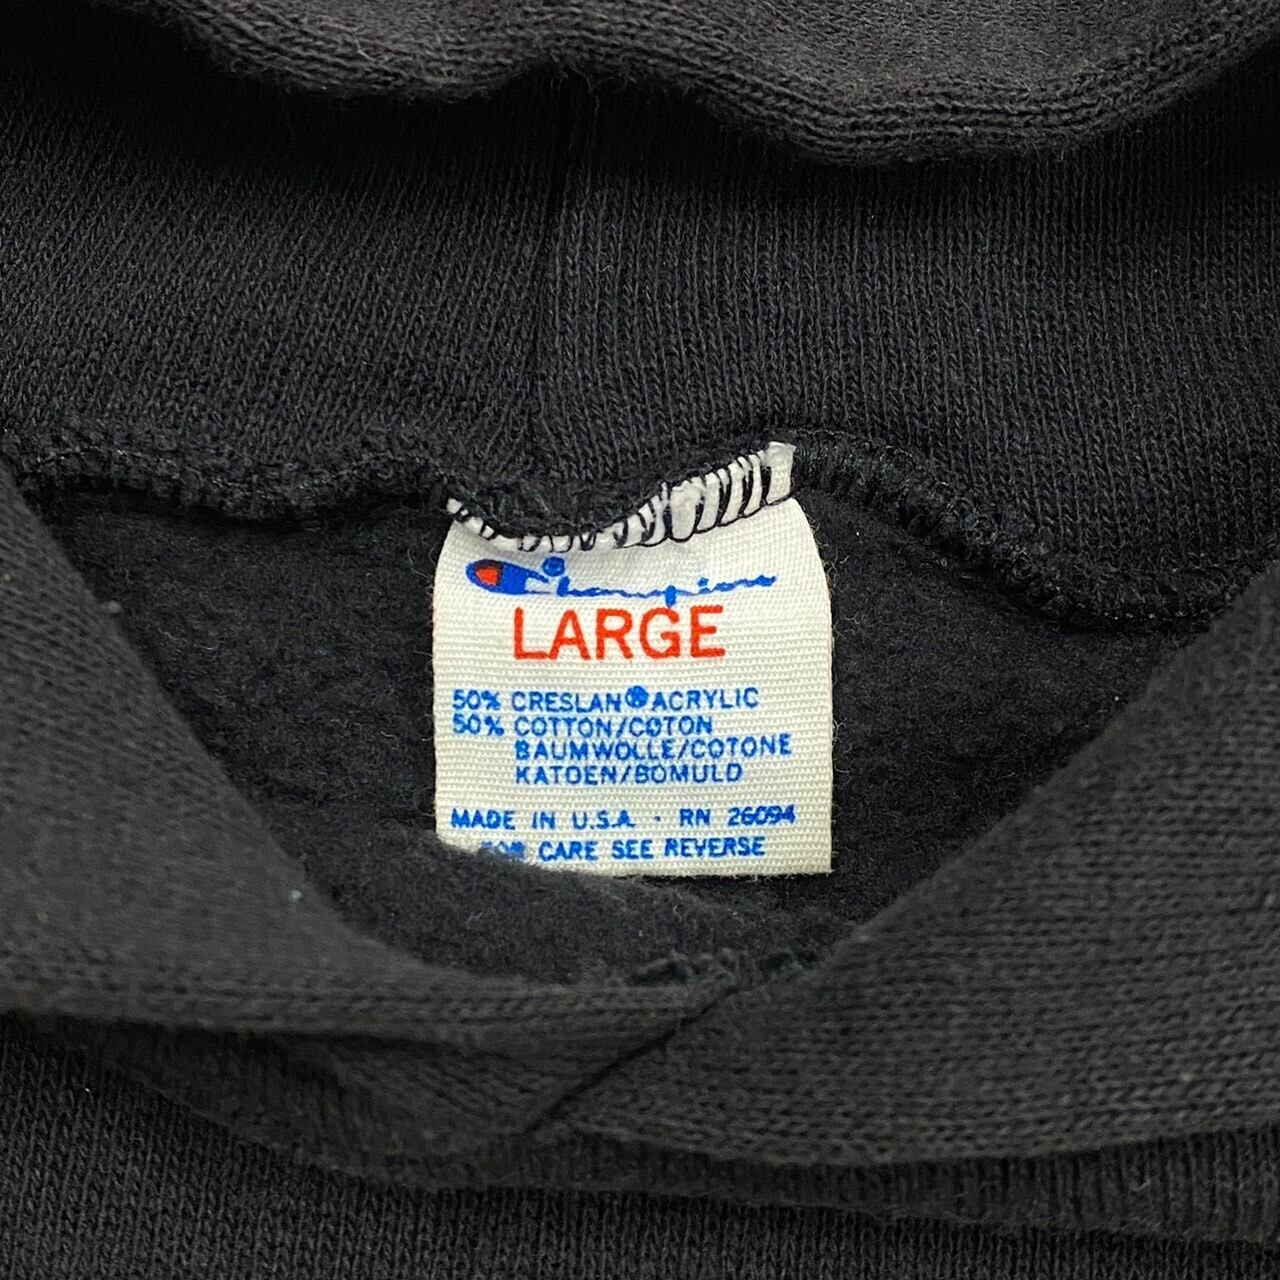 Champion®
LARGE
50% CRESLAN® ACRYLIC
50% COTTON/COTON
BAUMWOLLE/COTONE
KATOEN/BOMULD
MADE IN U.S.A. · RN 26094
FOR CARE SEE REVERSE